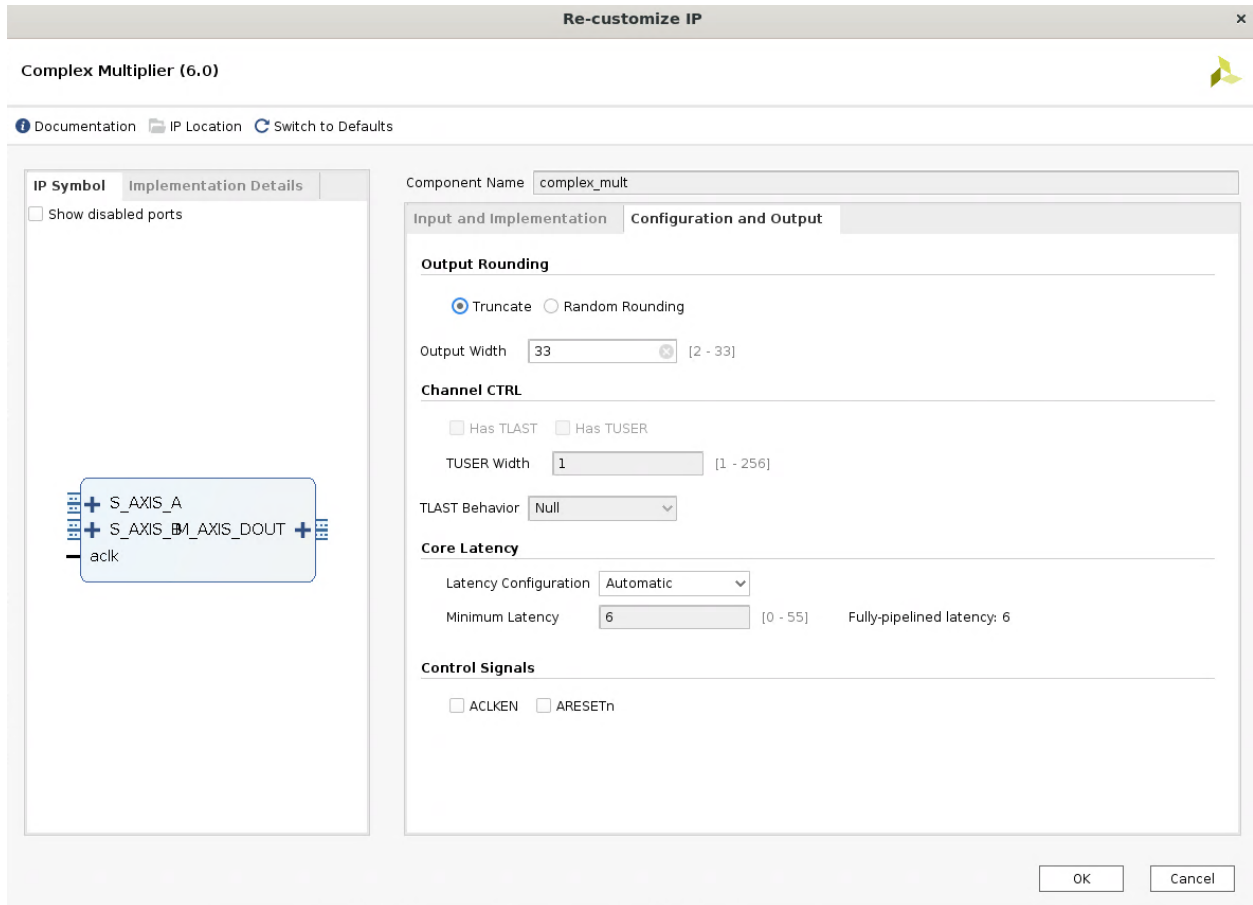 Re-customize IP
Complex Multiplier (6.0)
Documentation IP Location Switch to Defaults
IP Symbol Implementation Details
Show disabled ports
S_AXIS_A
S_AXIS_B M_AXIS_DOUT
aclk
Component Name complex_mult
Input and Implementation Configuration and Output
Output Rounding
Truncate Random Rounding
Output Width 33 [2 - 33]
Channel CTRL
Has TLAST Has TUSER
TUSER Width 1 [1 - 256]
TLAST Behavior Null
Core Latency
Latency Configuration Automatic
Minimum Latency 6 [0 - 55] Fully-pipelined latency: 6
Control Signals
ACLKEN ARESETn
OK Cancel